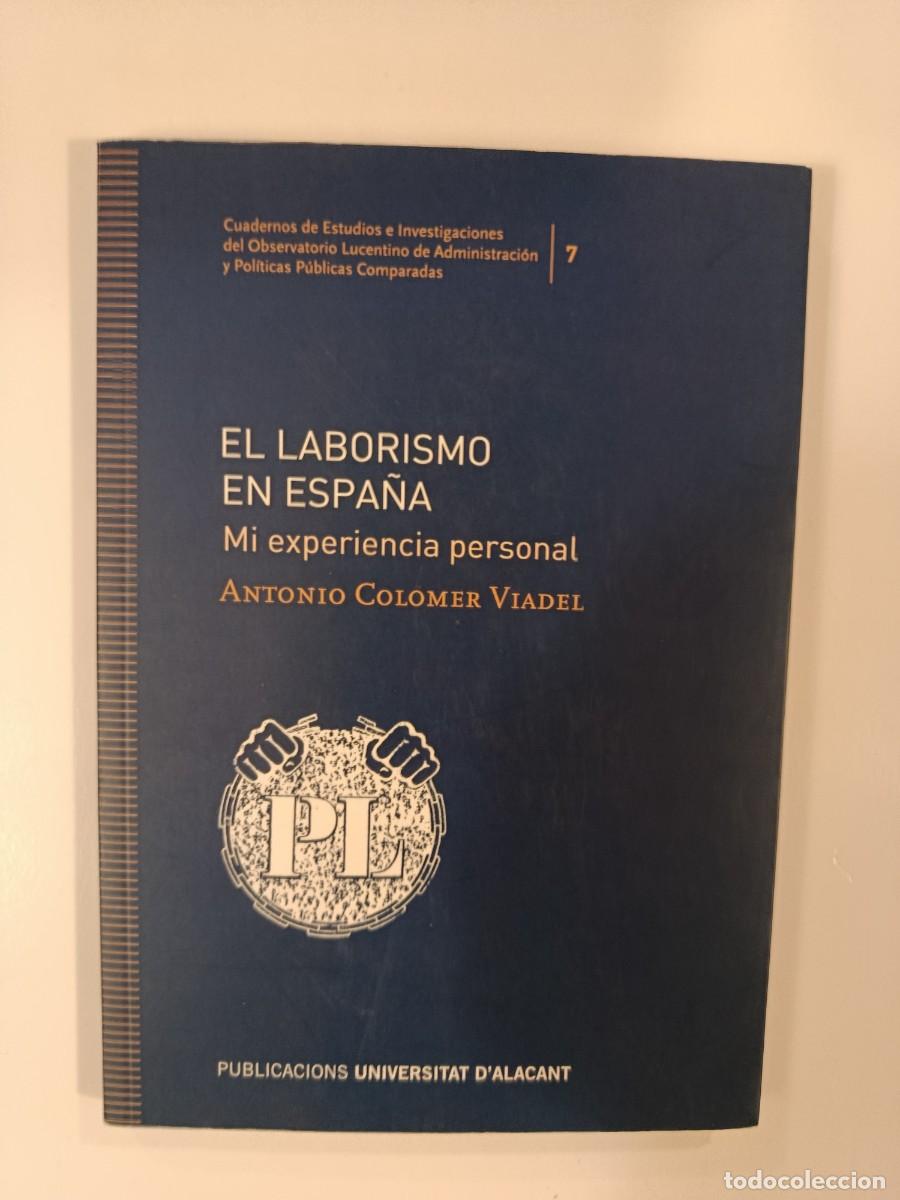 Cuadernos de Estudios e Investigaciones
del Observatorio Lucentino de Administración
y Políticas Públicas Comparadas
7
EL LABORISMO
EN ESPAÑA
Mi experiencia personal
ANTONIO COLOMER VIADEL
PL
PUBLICACIONS UNIVERSITAT D'ALACANT
todocoleccion